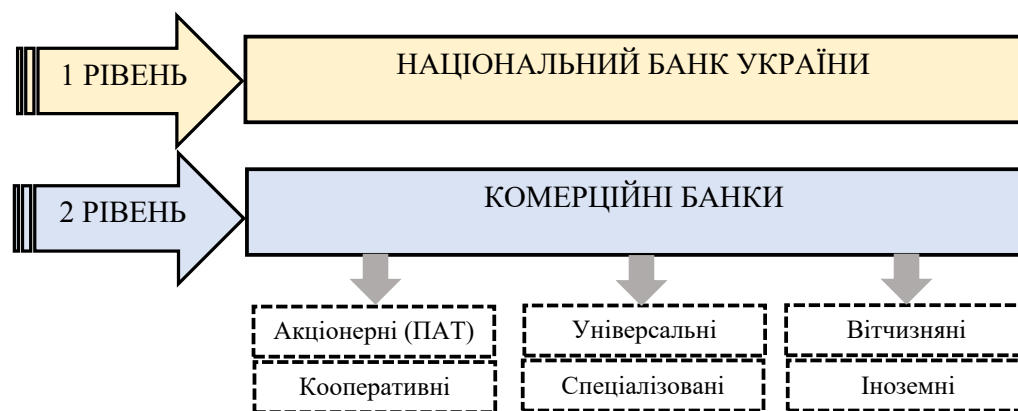 1 РІВЕНЬ
НАЦІОНАЛЬНИЙ БАНК УКРАЇНИ
2 РІВЕНЬ
КОМЕРЦІЙНІ БАНКИ
Акціонерні (ПАТ)
Універсальні
Вітчизняні
Кооперативні
Спеціалізовані
Іноземні